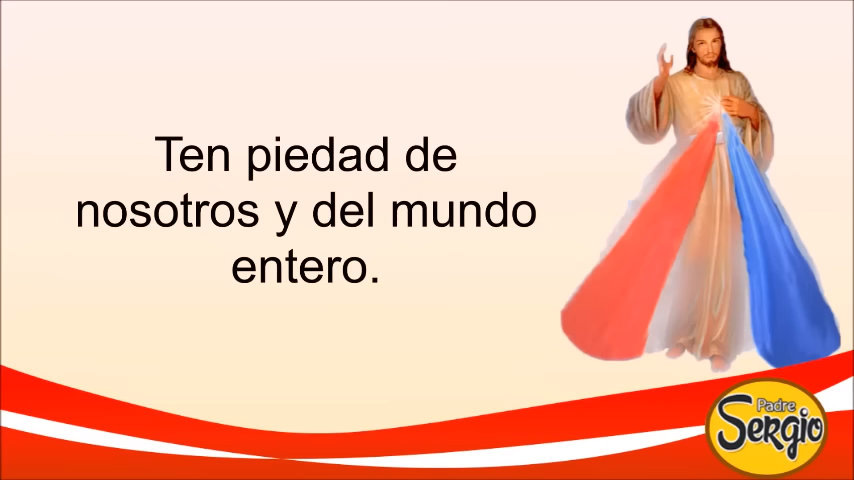 Ten piedad de
nosotros y del mundo
entero.
Padre
Sergio